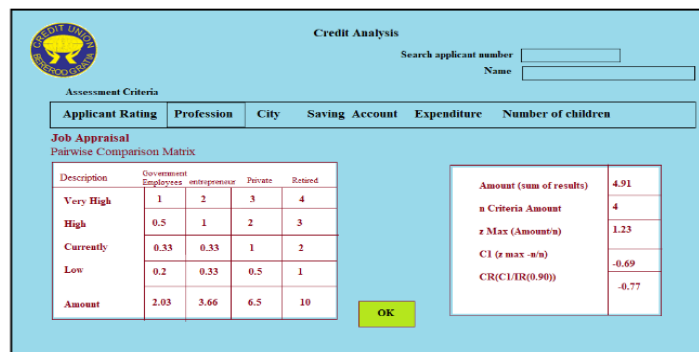 CREDIT UNION
BENEROD GRATIA
Credit Analysis
Search applicant number
Name
Assessment Criteria
Applicant Rating Profession City Saving Account Expenditure Number of children
Job Appraisal
Pairwise Comparison Matrix
Description Government Employees entrepreneur Private Retired
Very High 1 2 3 4
High 0.5 1 2 3
Currently 0.33 0.33 1 2
Low 0.2 0.33 0.5 1
Amount 2.03 3.66 6.5 10
Amount (sum of results) 4.91
n Criteria Amount 4
z Max (Amount/n) 1.23
C1 (z max -n/n) -0.69
CR(C1/IR(0.90)) -0.77
OK